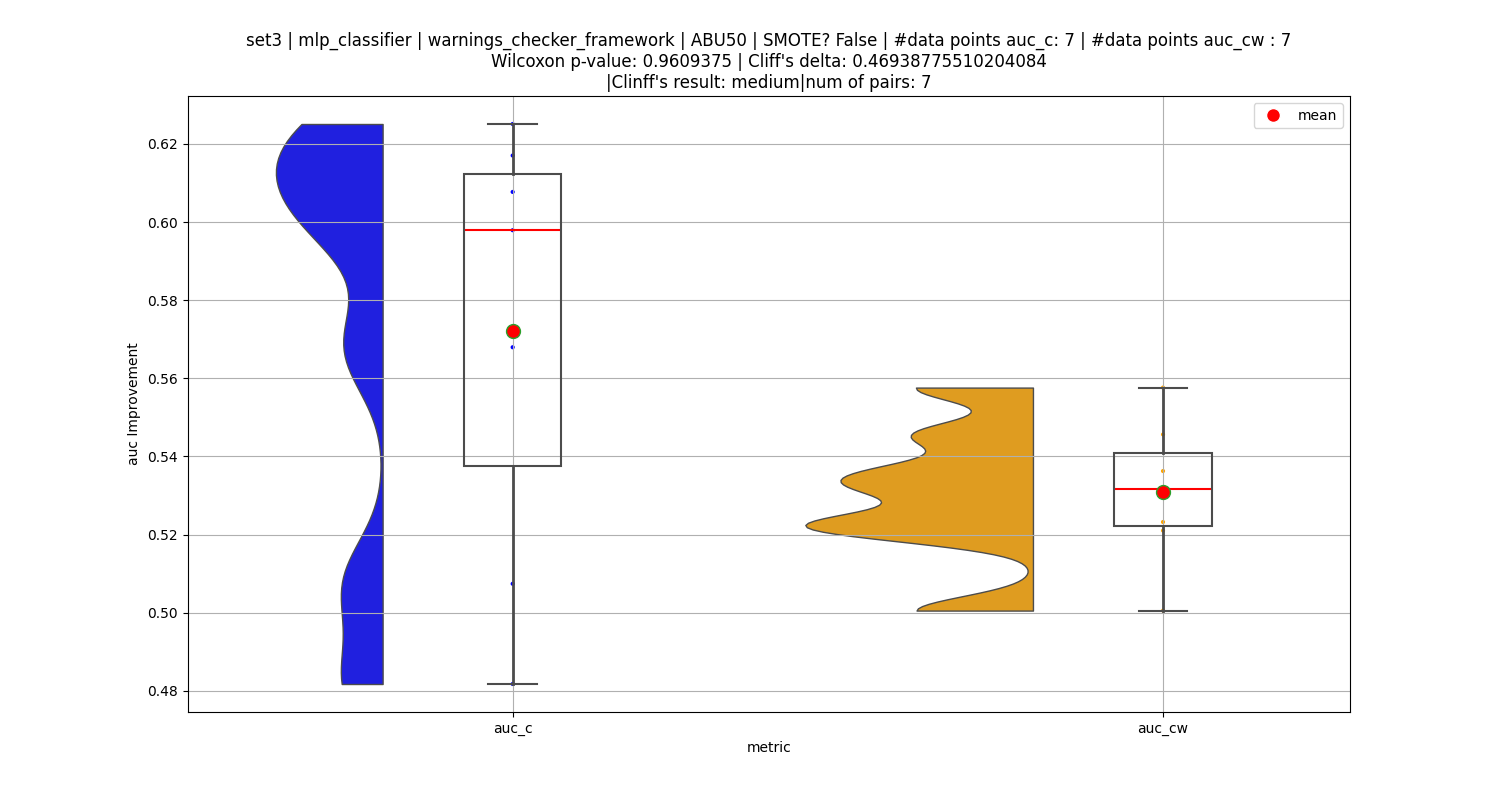 set3 | mlp_classifier | warnings_checker_framework | ABU50 | SMOTE? False | #data points auc_c: 7 | #data points auc_cw : 7
Wilcoxon p-value: 0.9609375 | Cliff's delta: 0.46938775510204084
|Clinff's result: medium|num of pairs: 7
mean
0.62
0.60
0.58
0.56
0.54
0.52
0.50
0.48
auc Improvement
auc_c
auc_cw
metric